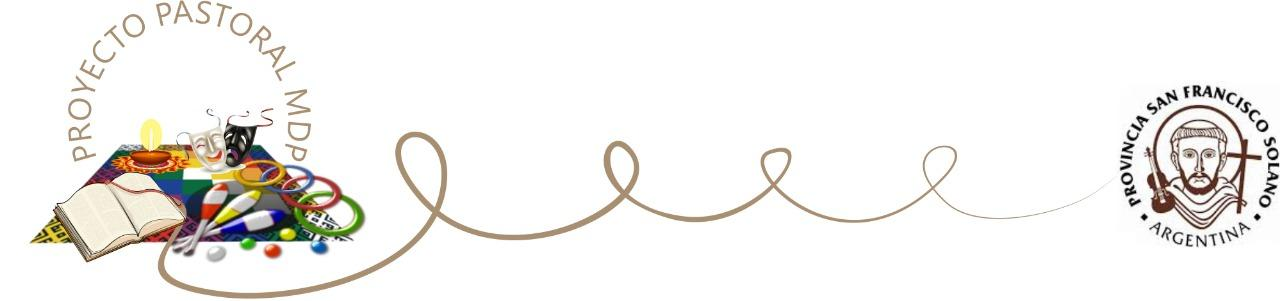 PROYECTO PASTORAL MDP
PROVINCIA SAN FRANCISCO SOLANO
• ARGENTINA •